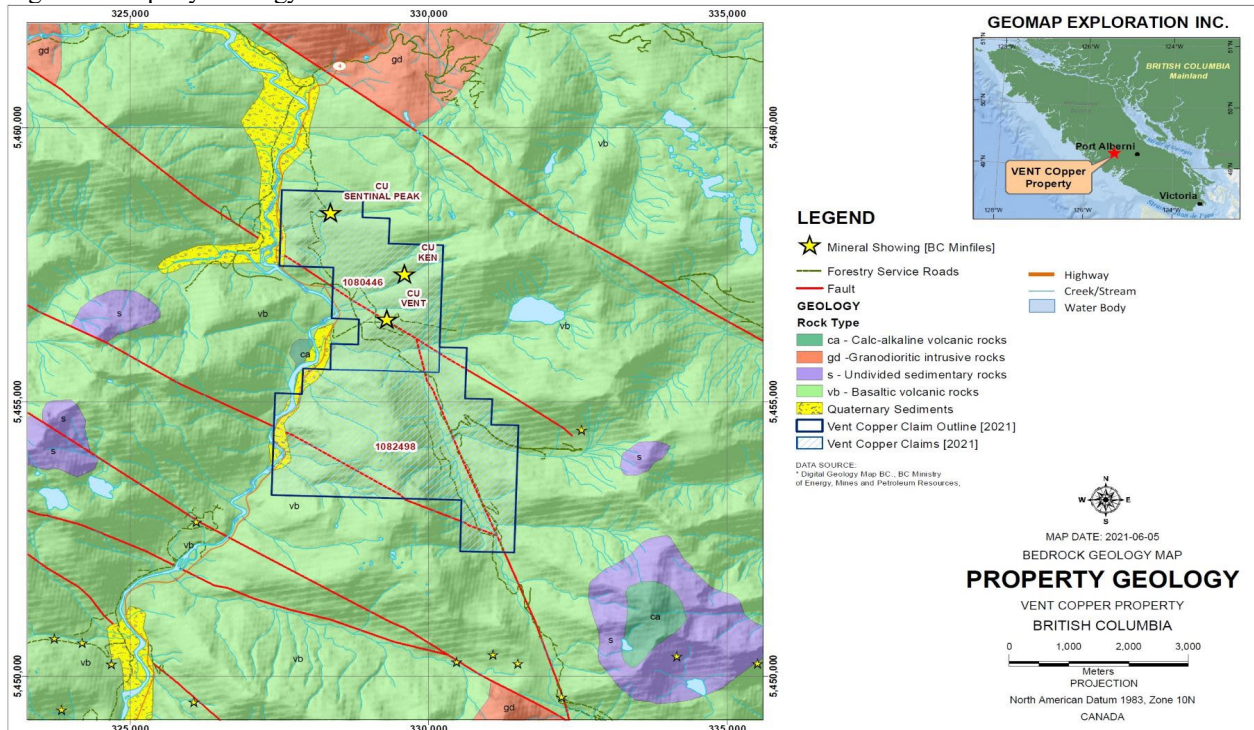 325,000
330,000
335,000
5,460,000
5,460,000
5,455,000
5,455,000
5,450,000
5,450,000
325,000
330,000
335,000
gd
gd
4
vb
CU
SENTINAL PEAK
CU
KEN
1080446
CU
VENT
s
vb
vb
ca
s
s
1082498
s
vb
vb
ca
s
s
vb
vb
gd
GEOMAP EXPLORATION INC.
128°W
126°W
124°W
BRITISH COLUMBIA
Mainland
Port Alberni
VENT COpper
Property
Victoria
128°W
126°W
124°W
LEGEND
Mineral Showing [BC Minfiles]
Forestry Service Roads
Fault
Highway
Creek/Stream
Water Body
GEOLOGY
Rock Type
ca - Calc-alkaline volcanic rocks
gd -Granodioritic intrusive rocks
s - Undivided sedimentary rocks
vb - Basaltic volcanic rocks
Quaternary Sediments
Vent Copper Claim Outline [2021]
Vent Copper Claims [2021]
DATA SOURCE:
* Digital Geology Map BC., BC Ministry
of Energy, Mines and Petroleum Resources,
N
W E
S
MAP DATE: 2021-06-05
BEDROCK GEOLOGY MAP
PROPERTY GEOLOGY
VENT COPPER PROPERTY
BRITISH COLUMBIA
0 1,000 2,000 3,000
Meters
PROJECTION
North American Datum 1983, Zone 10N
CANADA